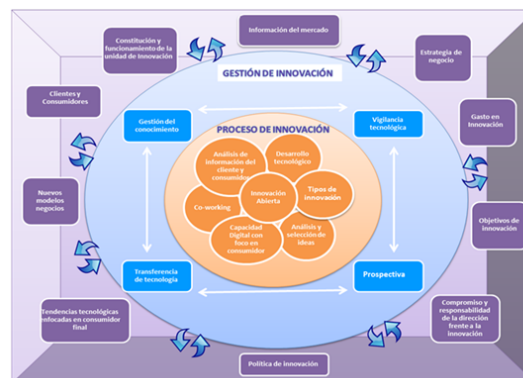 Información del mercado
Constitución y
funcionamiento de la
unidad de Innovación
Estrategia de
negocio
GESTIÓN DE INNOVACIÓN
Clientes y
Consumidores
Gestión del
conocimiento
Vigilancia
tecnológica
Gasto en
Innovación
PROCESO DE INNOVACIÓN
Análisis de
información del
cliente y
consumidor
Desarrollo
tecnológico
Nuevos
modelos
negocios
Co-working
Innovación
Abierta
Tipos de
innovación
Objetivos de
Innovación
Capacidad
Digital con
foco en
consumidor
Análisis y
selección de
ideas
Transferencia
de tecnología
Prospectiva
Tendencias tecnológicas
enfocadas en consumidor
final
Compromiso y
responsabilidad
de la dirección
frente a la
innovación
Política de innovación